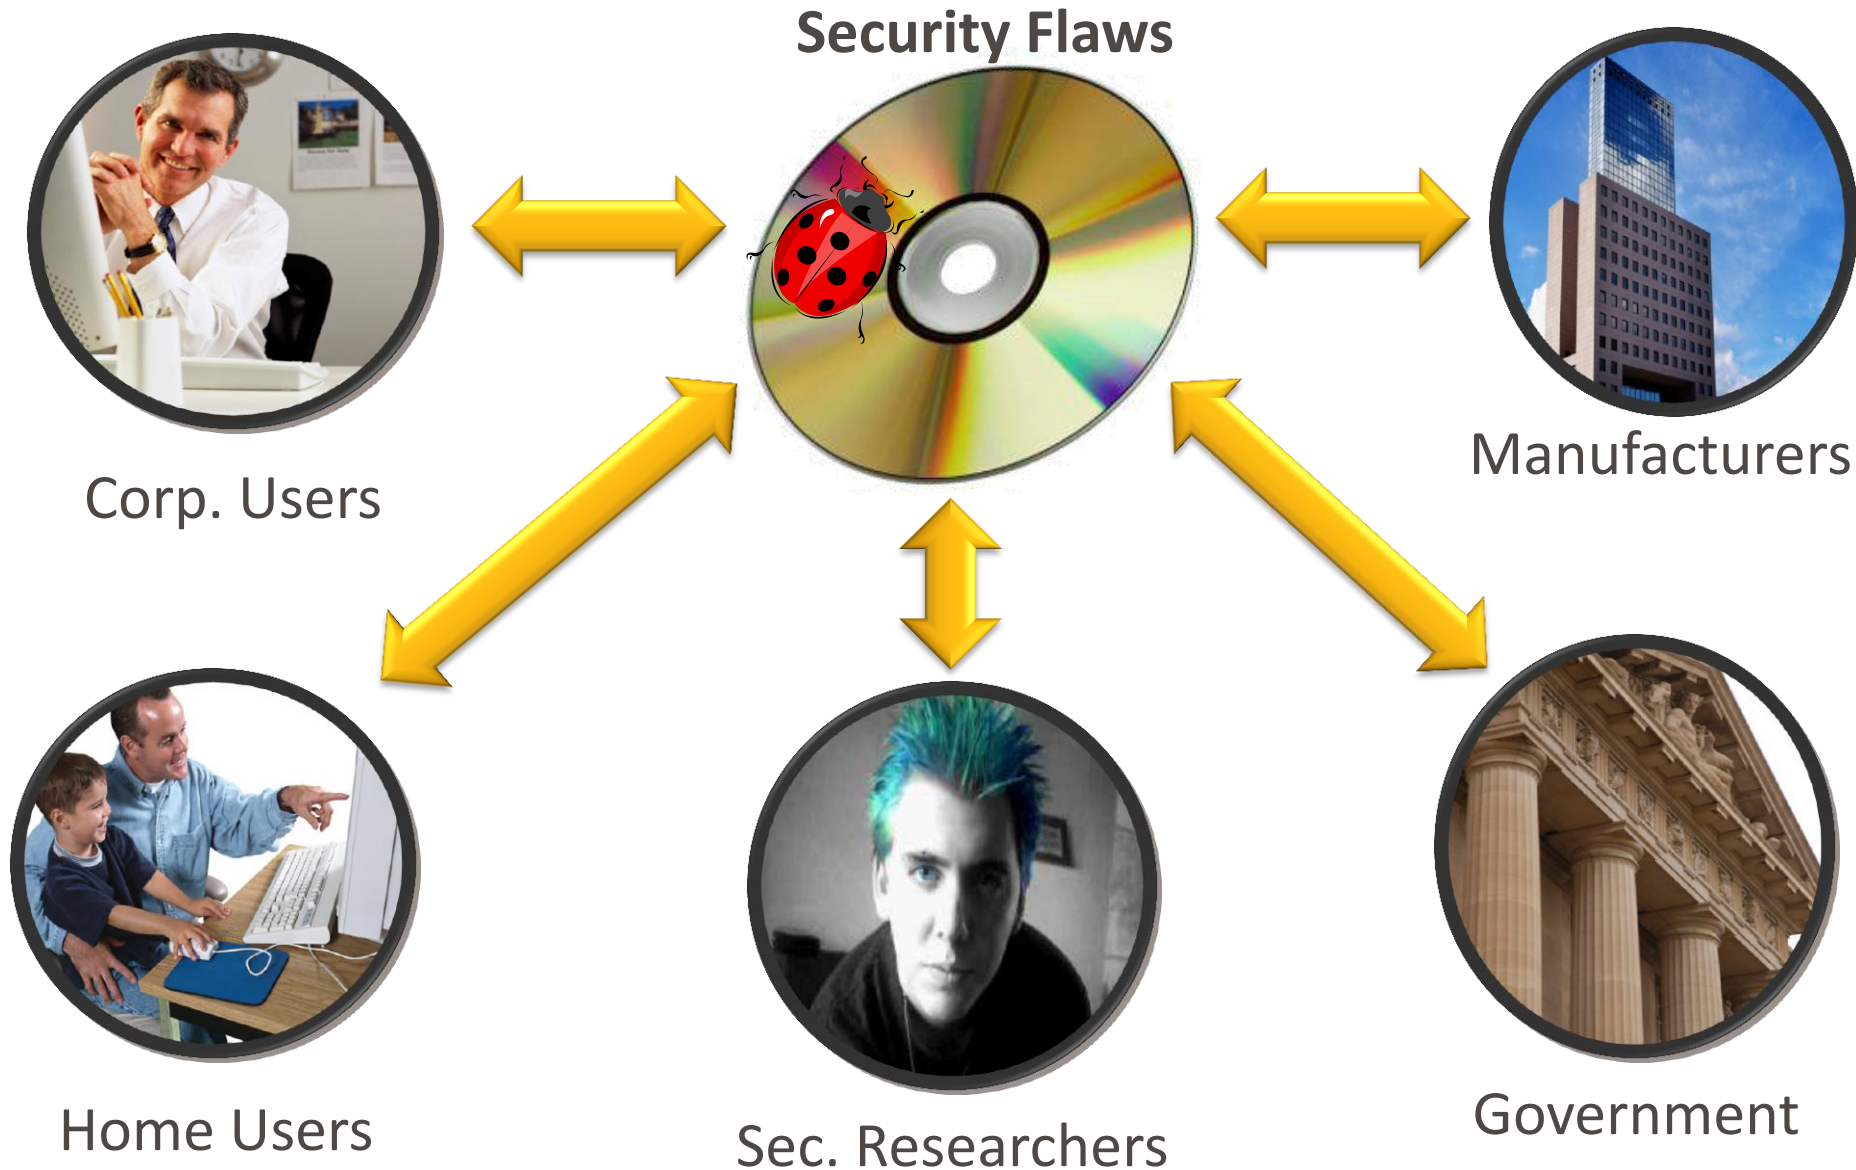 Security Flaws
Corp. Users
Manufacturers
Home Users
Sec. Researchers
Government